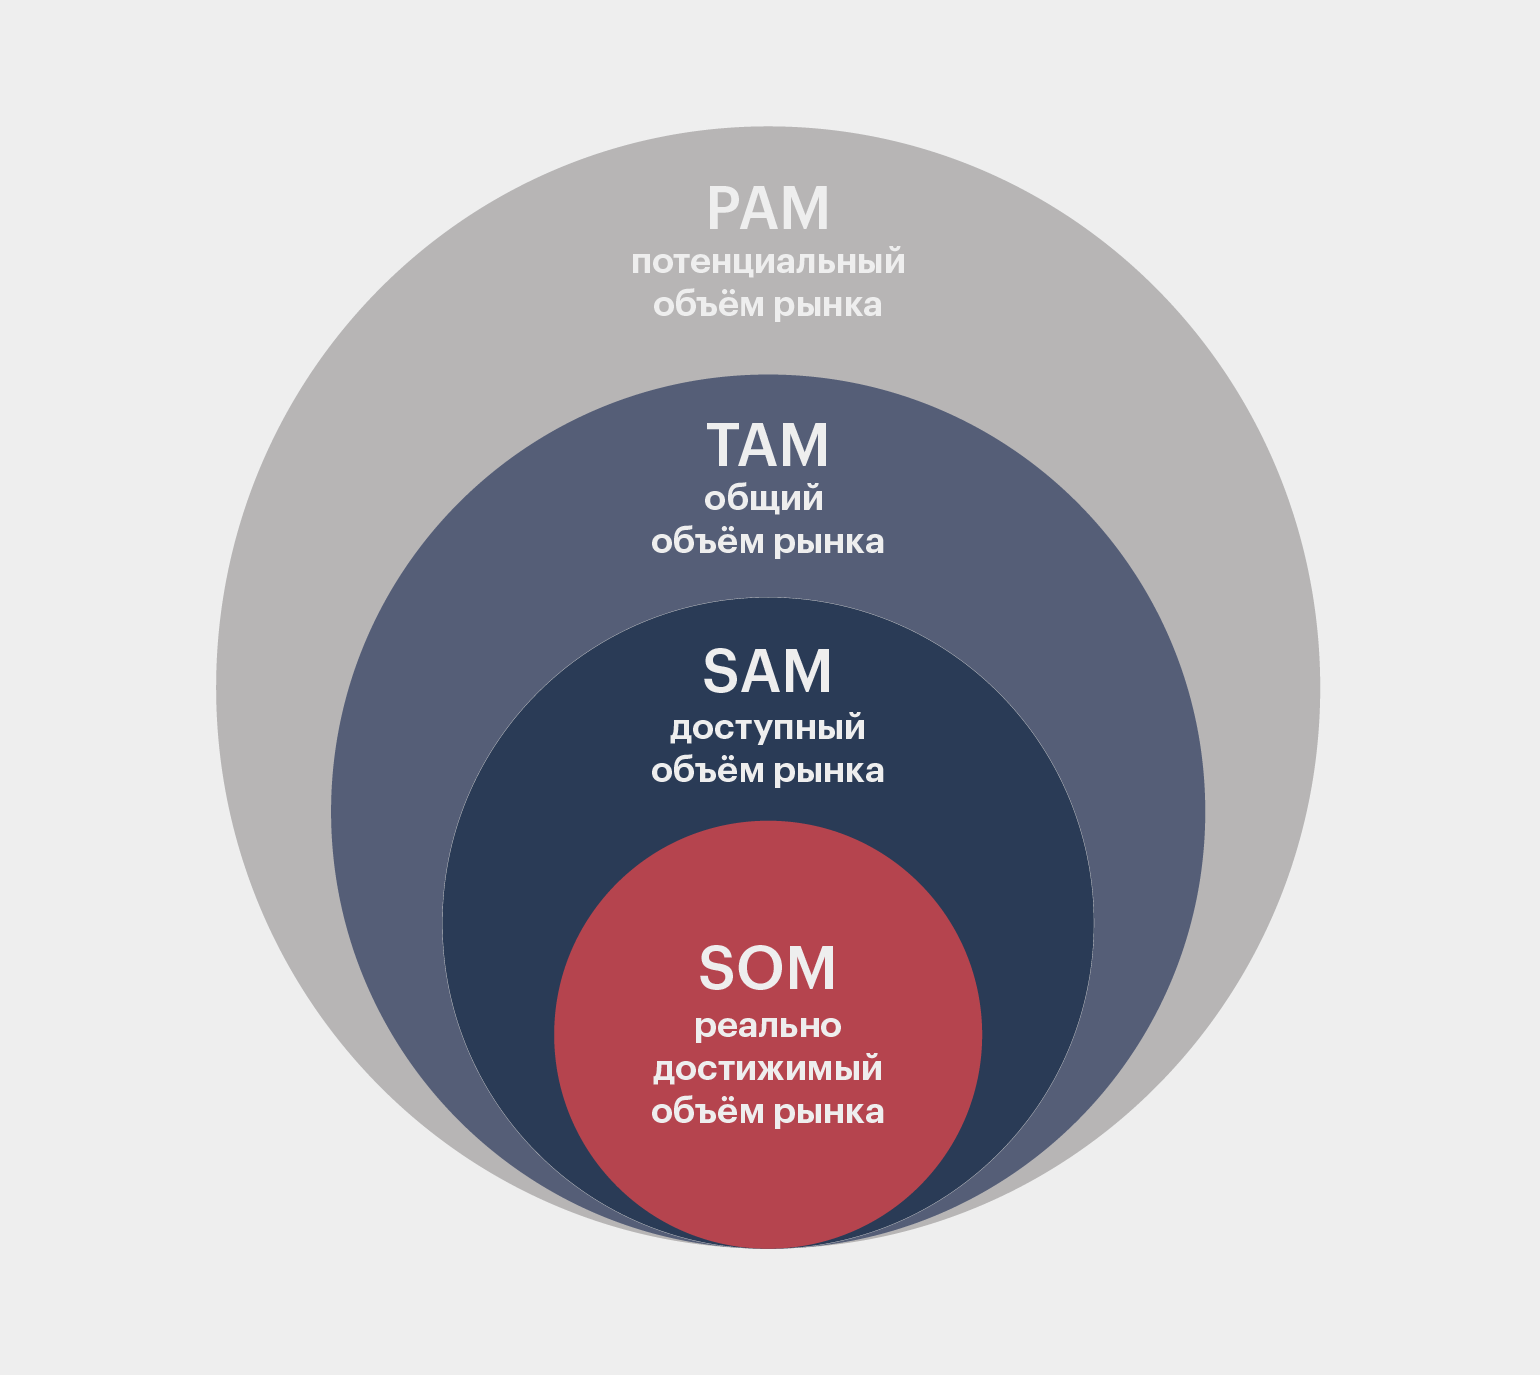 PAM
потенциальный
объём рынка
TAM
общий
объём рынка
SAM
доступный
объём рынка
SOM
реально
достижимый
объём рынка